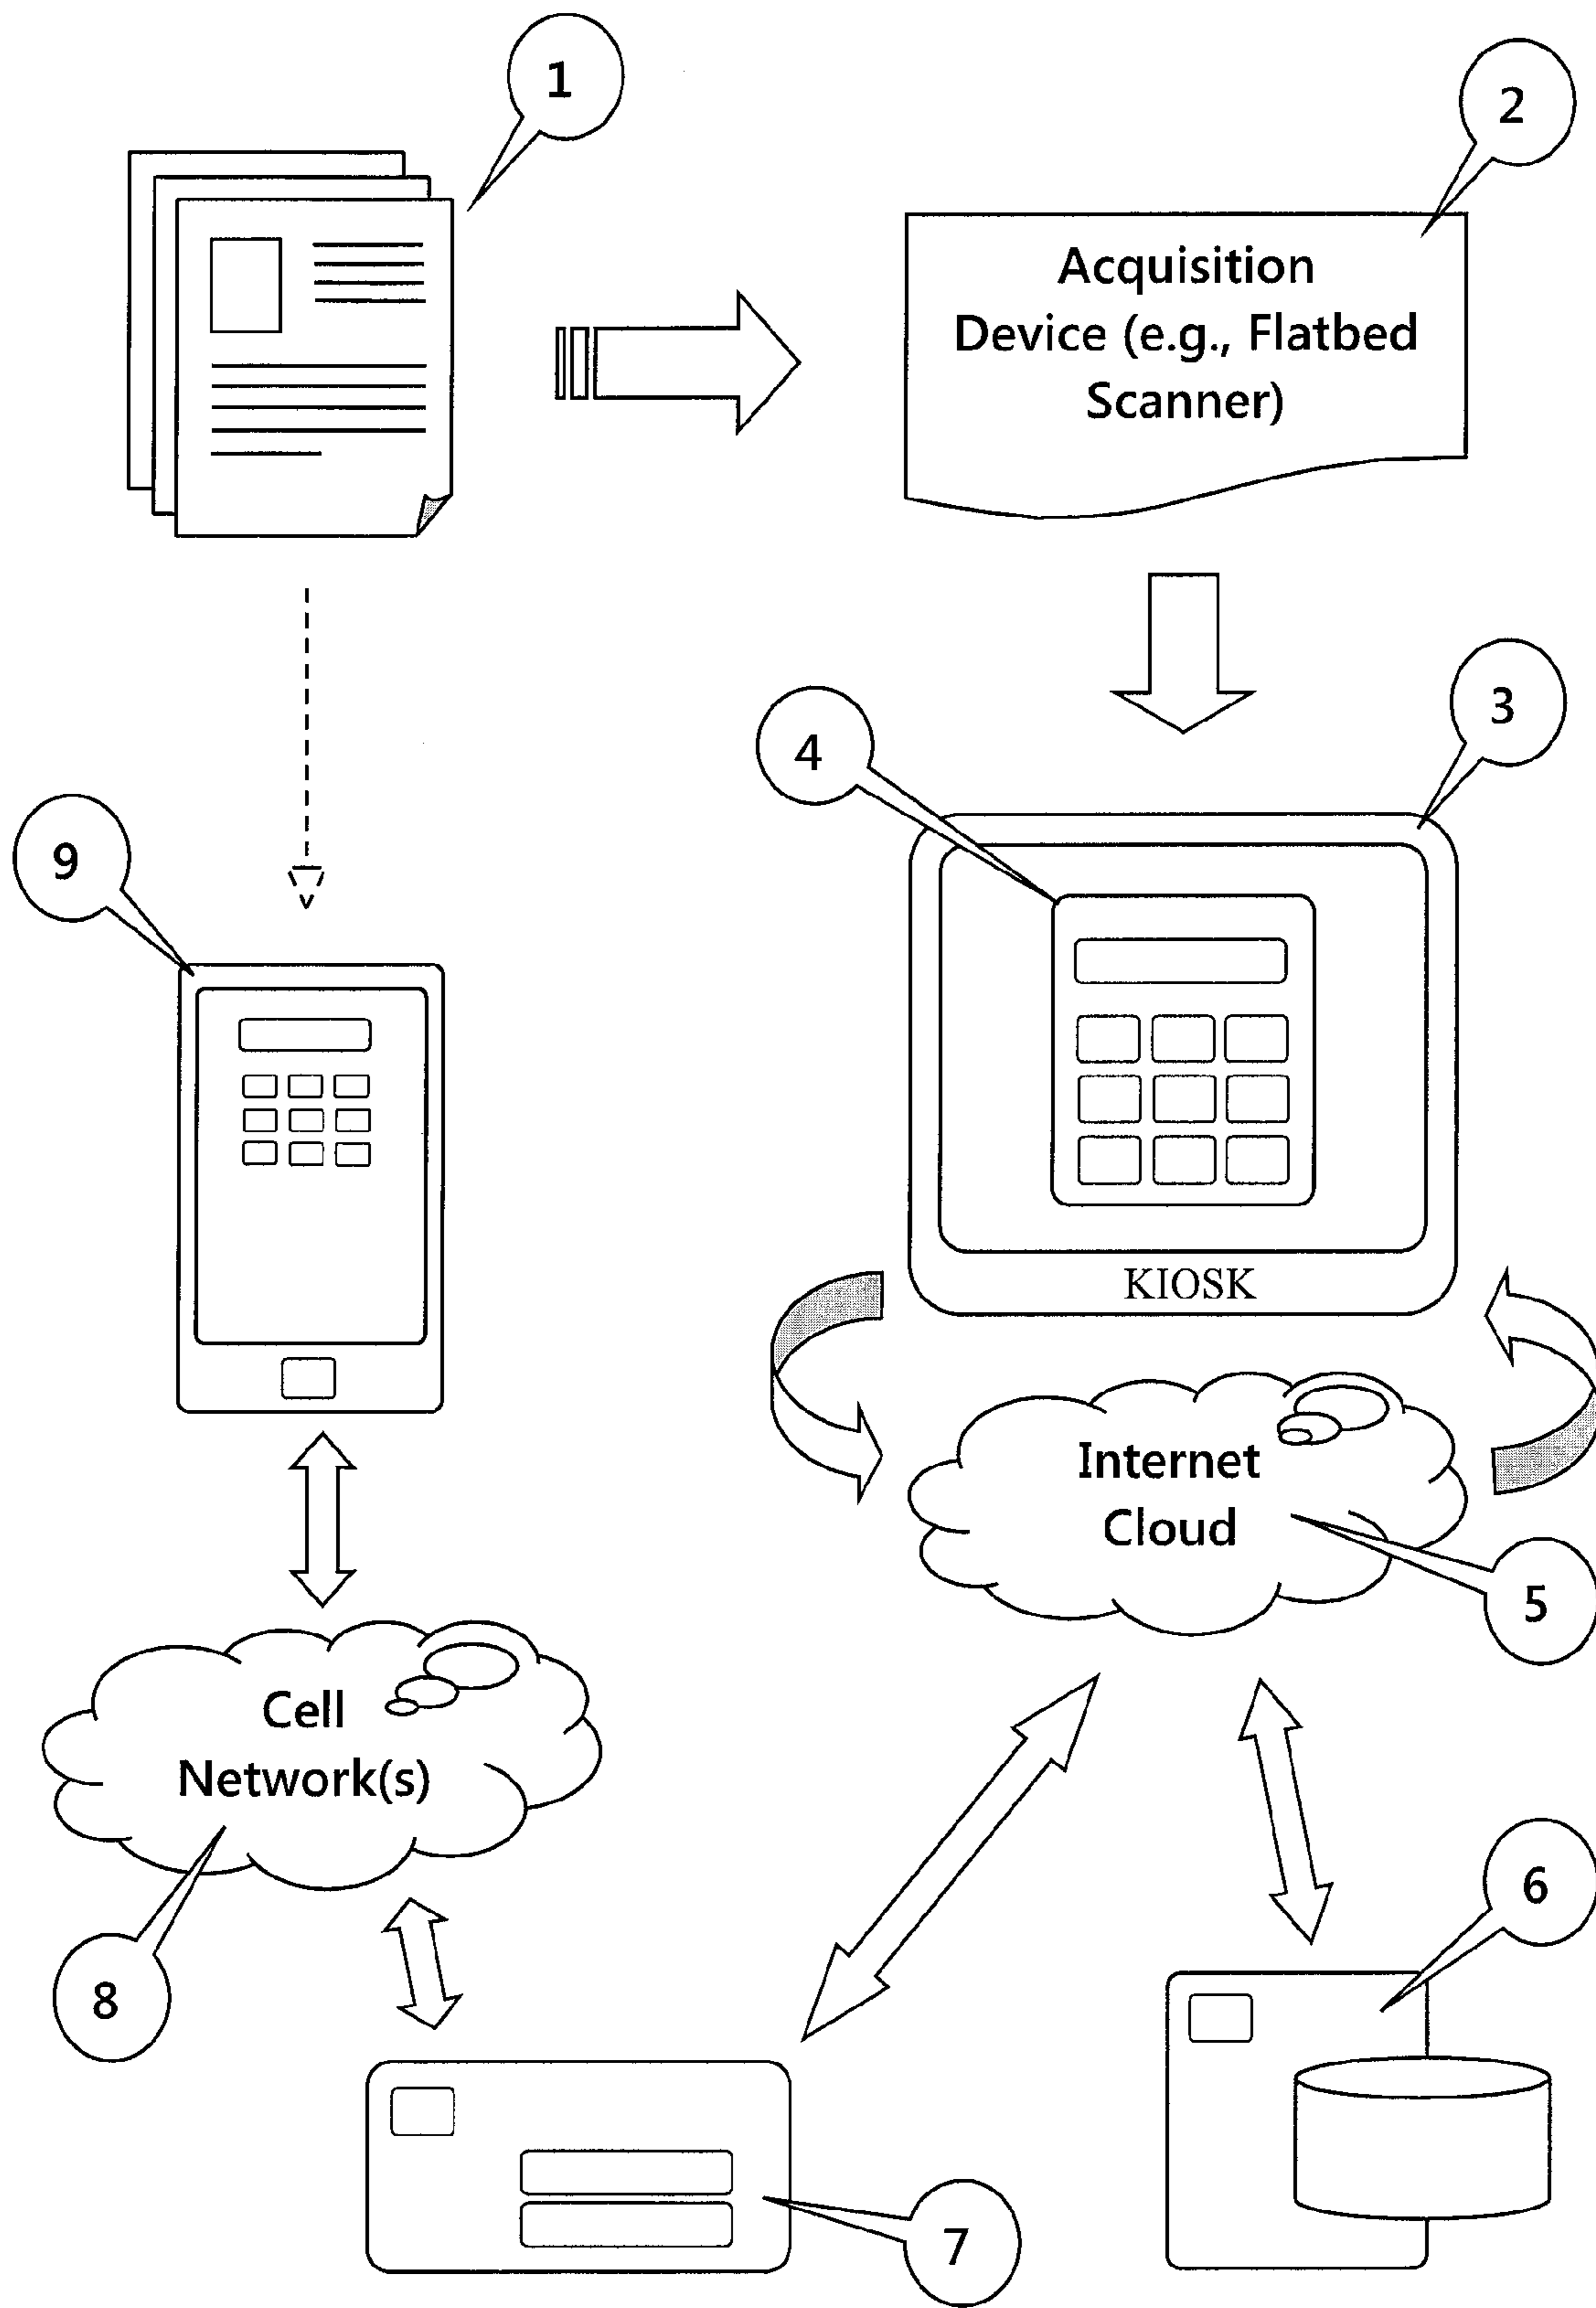 1
2
Acquisition
Device (e.g., Flatbed
Scanner)
3
4
9
KIOSK
Internet
Cloud
5
Cell
Network(s)
6
8
7